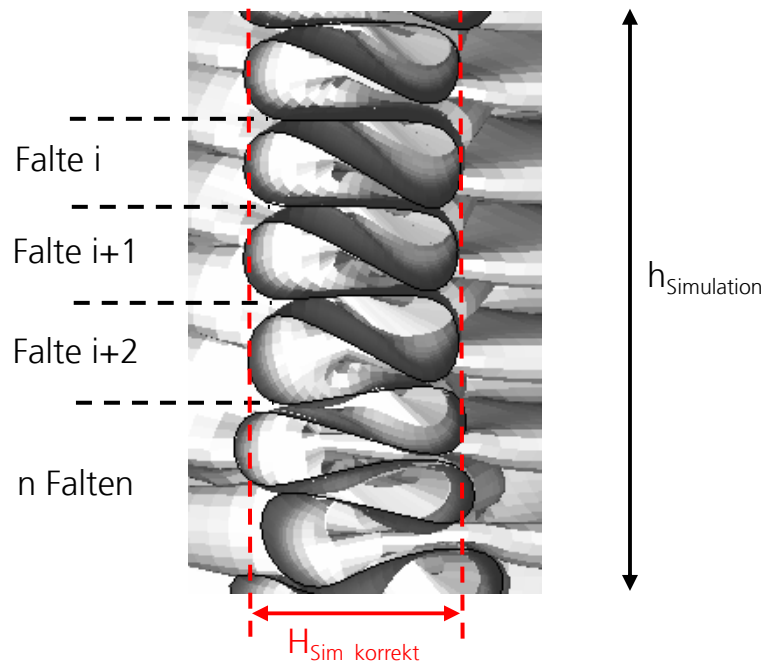 Falte i
Falte i+1
Falte i+2
n Falten
hSimulation
HSim korrekt